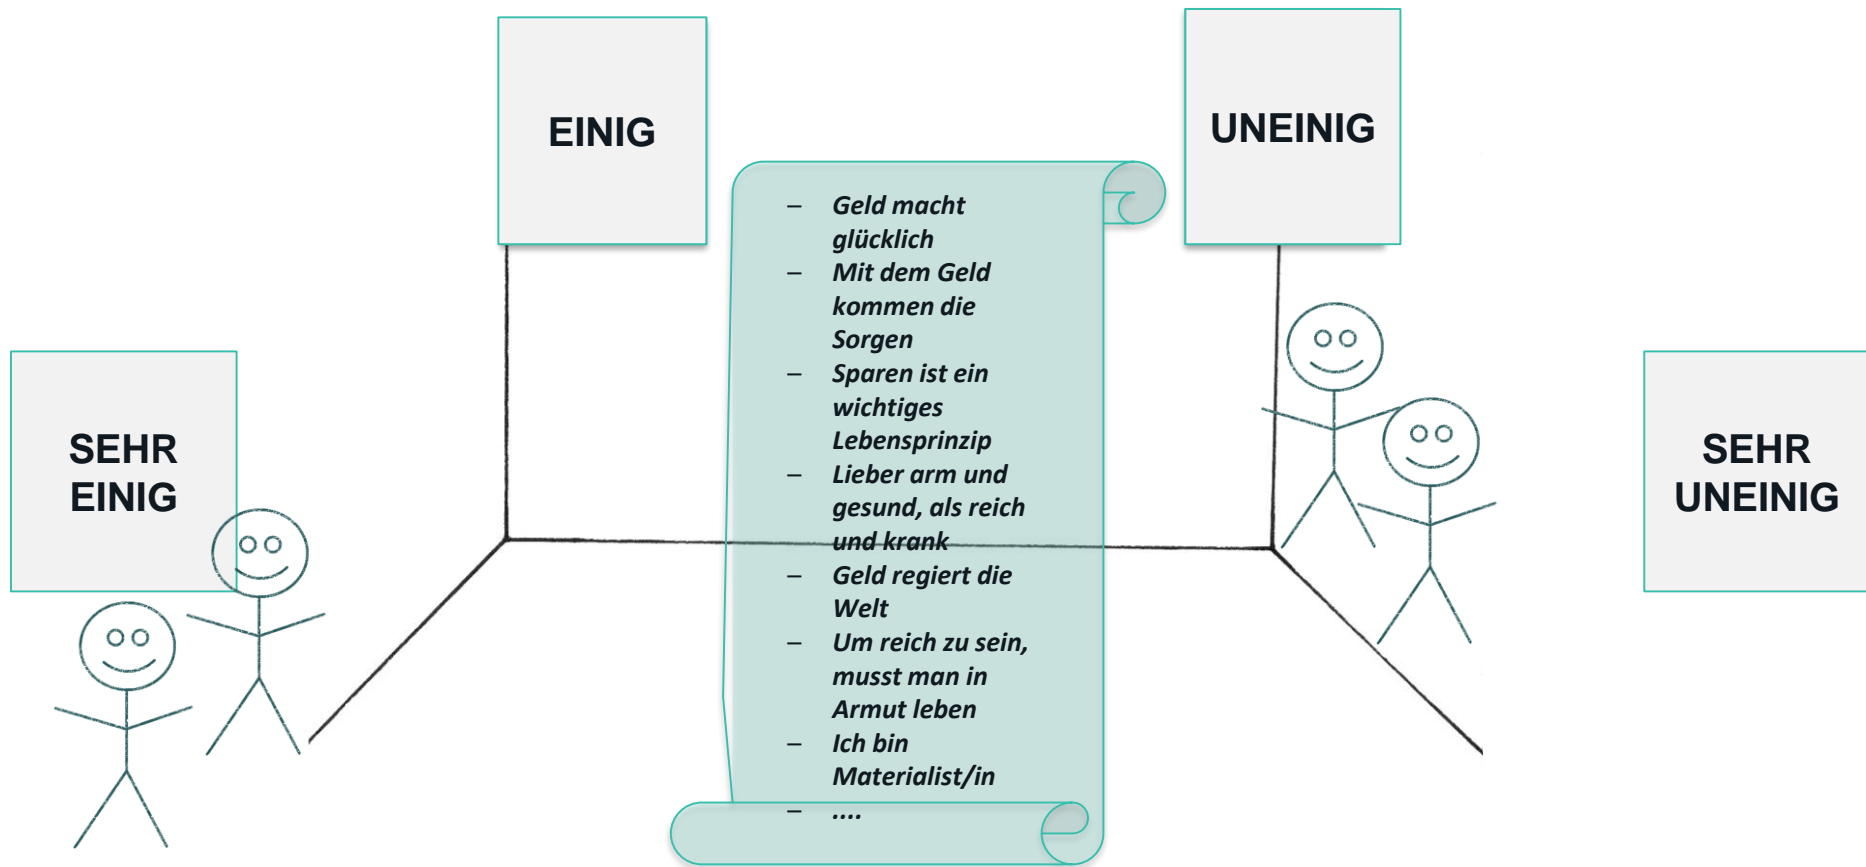 EINIG
UNEINIG
SEHR
EINIG
– Geld macht
glücklich
– Mit dem Geld
kommen die
Sorgen
– Sparen ist ein
wichtiges
Lebensprinzip
– Lieber arm und
gesund, als reich
und krank
– Geld regiert die
Welt
– Um reich zu sein,
musst man in
Armut leben
– Ich bin
Materialist/in
– ....
SEHR
UNEINIG